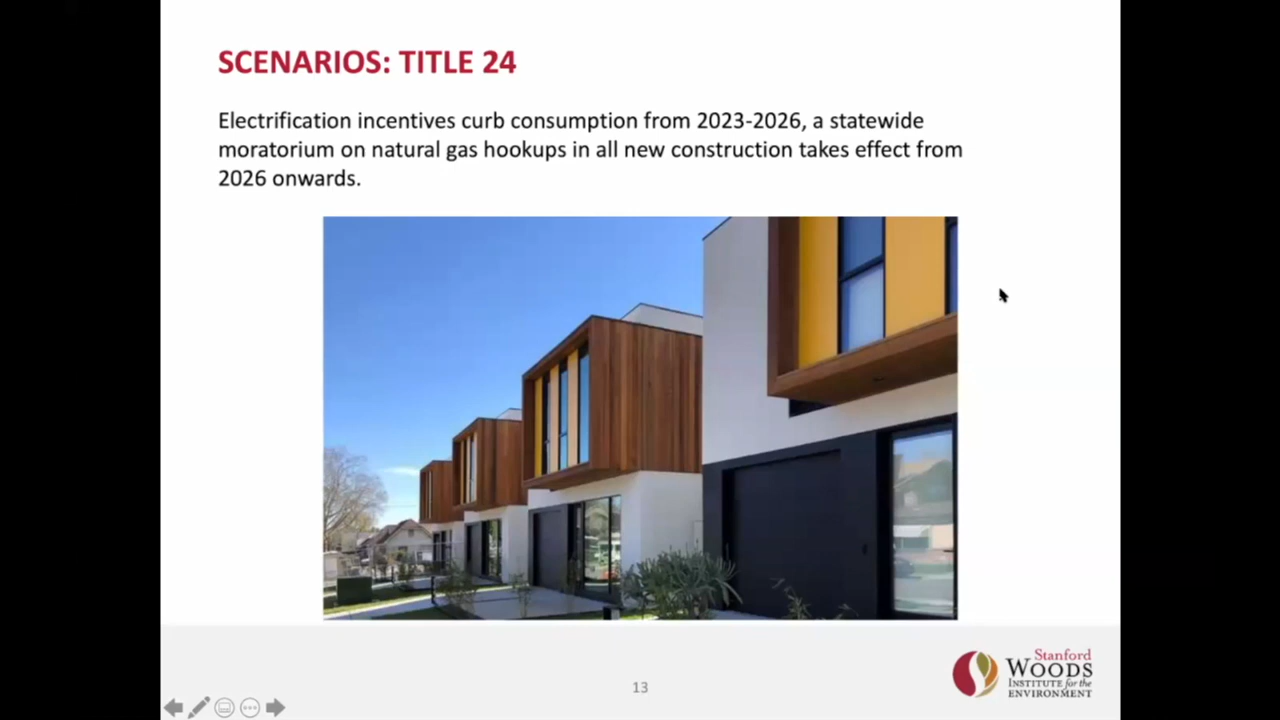 SCENARIOS: TITLE 24
Electrification incentives curb consumption from 2023-2026, a statewide
moratorium on natural gas hookups in all new construction takes effect from
2026 onwards.
13
Stanford
WOODS
INSTITUTE for the
ENVIRONMENT